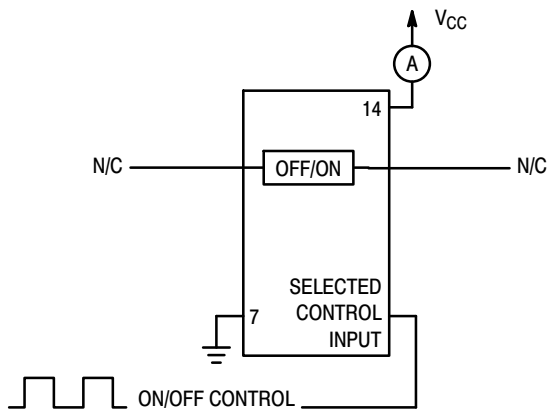 VCC
A
14
N/C OFF/ON N/C
SELECTED
7 CONTROL
INPUT
ON/OFF CONTROL